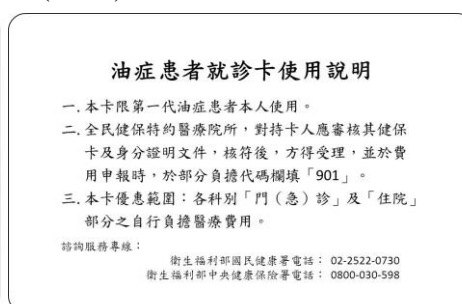 油症患者就診卡使用說明
一. 本卡限第一代油症患者本人使用。
二. 全民健保特約醫療院所,對持卡人應審核其健保
卡及身分證明文件,核符後,方得受理,並於費
用申報時,於部分負擔代碼欄填「901」。
三. 本卡優惠範圍:各科別「門(急)診」及「住院」
部分之自行負擔醫療費用。
諮詢服務專線:
衛生福利部國民健康署電話: 02-2522-0730
衛生福利部中央健康保險署電話: 0800-030-598